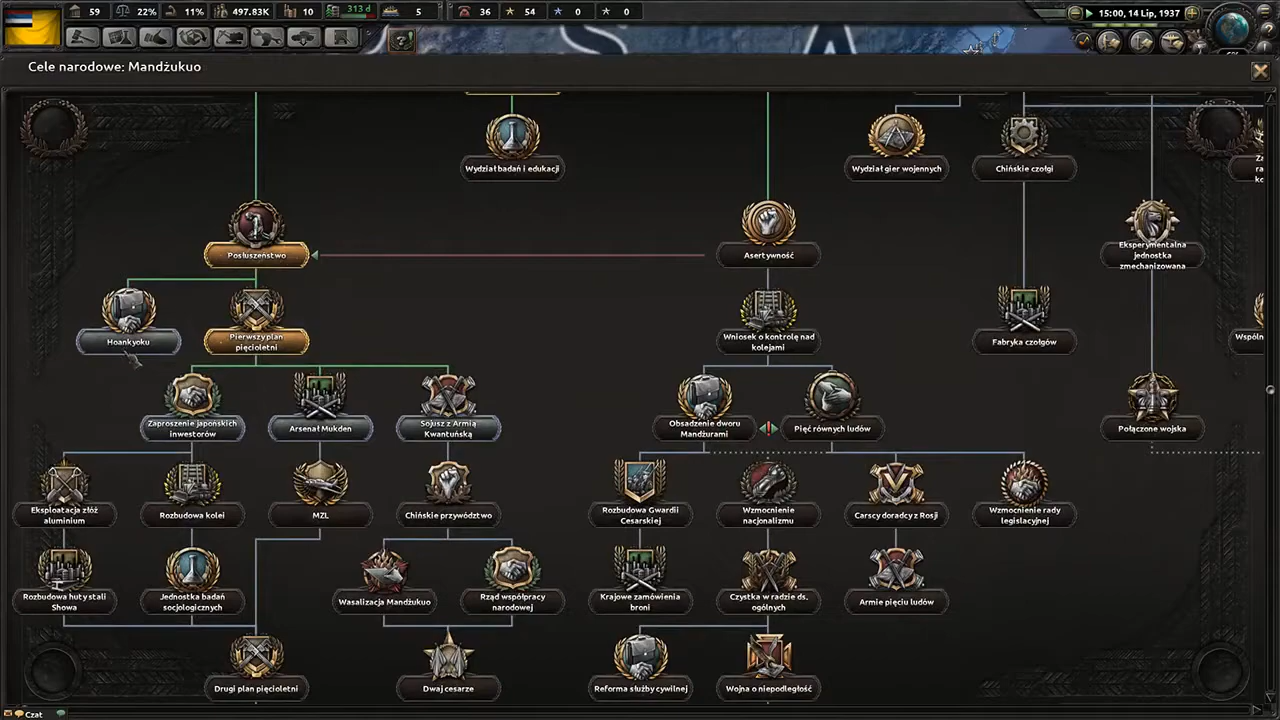 59
22%
11%
497.83K
10
313 d
5
36
54
0
0
15:00, 14 Lip, 1937
Cele narodowe: Mandżukuo
Wydział badań i edukacji
Wydział gier wojennych
Chińskie czołgi
Posłuszeństwo
Asertywność
Eksperymentalna
jednostka
zmechanizowana
Hoankyoku
Pierwszy plan
pięcioletni
Wniosek o kontrolę nad
kolejami
Fabryka czołgów
Zaproszenie japońskich
inwestorów
Arsenał Mukden
Sojusz z Armią
Kwantuńską
Obsadzenie dworu
Mandżurami
Pięć równych ludów
Połączone wojska
Eksploatacja złóż
aluminium
Rozbudowa kolei
MZL
Chińskie przywództwo
Rozbudowa Gwardii
Cesarskiej
Wzmocnienie
nacjonalizmu
Carscy doradcy z Rosji
Wzmocnienie rady
legislacyjnej
Rozbudowa huty stali
Showa
Jednostka badań
socjologicznych
Wasalizacja Mandżukuo
Rząd współpracy
narodowej
Krajowe zamówienia
broni
Czystka w radzie ds.
ogólnych
Armie pięciu ludów
Drugi plan pięcioletni
Dwaj cesarze
Reforma służby cywilnej
Wojna o niepodległość
Czat